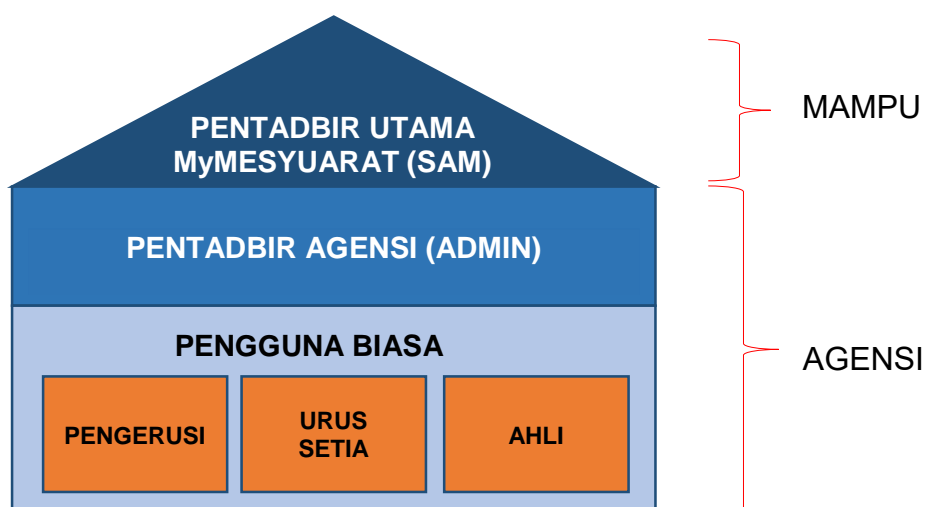 PENTADBIR UTAMA
MyMESYUARAT (SAM)
MAMPU
PENTADBIR AGENSI (ADMIN)
PENGGUNA BIASA
AGENSI
PENGERUSI
URUS
SETIA
AHLI